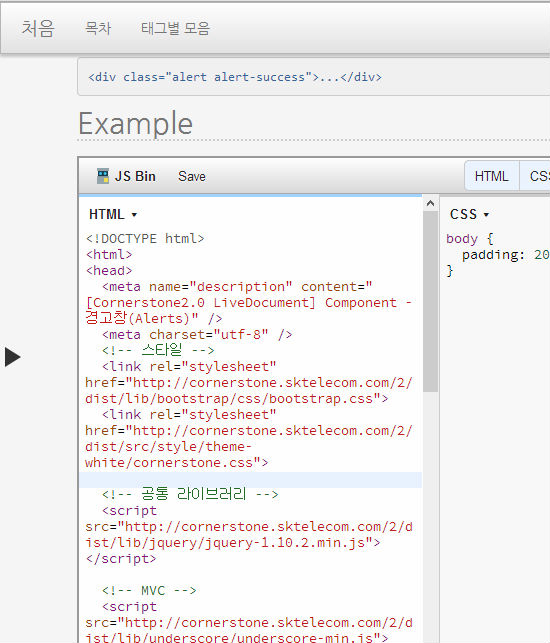 처음 목차 태그별 모음
<div class="alert alert-success">...</div>
Example
JS Bin Save HTML CSS
HTML
<!DOCTYPE html>
<html>
<head>
<meta name="description" content="
[Cornerstone2.0 LiveDocument] Component -
경고창(Alerts)" />
<meta charset="utf-8" />
<!-- 스타일 -->
<link rel="stylesheet"
href="http://cornerstone.sktelecom.com/2/
dist/lib/bootstrap/css/bootstrap.css">
<link rel="stylesheet"
href="http://cornerstone.sktelecom.com/2/
dist/src/style/theme-
white/cornerstone.css">
<!-- 공통 라이브러리 -->
<script
src="http://cornerstone.sktelecom.com/2/d
ist/lib/jquery/jquery-1.10.2.min.js">
</script>
<!-- MVC -->
<script
src="http://cornerstone.sktelecom.com/2/d
ist/lib/underscore/underscore-min.js">
CSS
body {
padding: 20
}